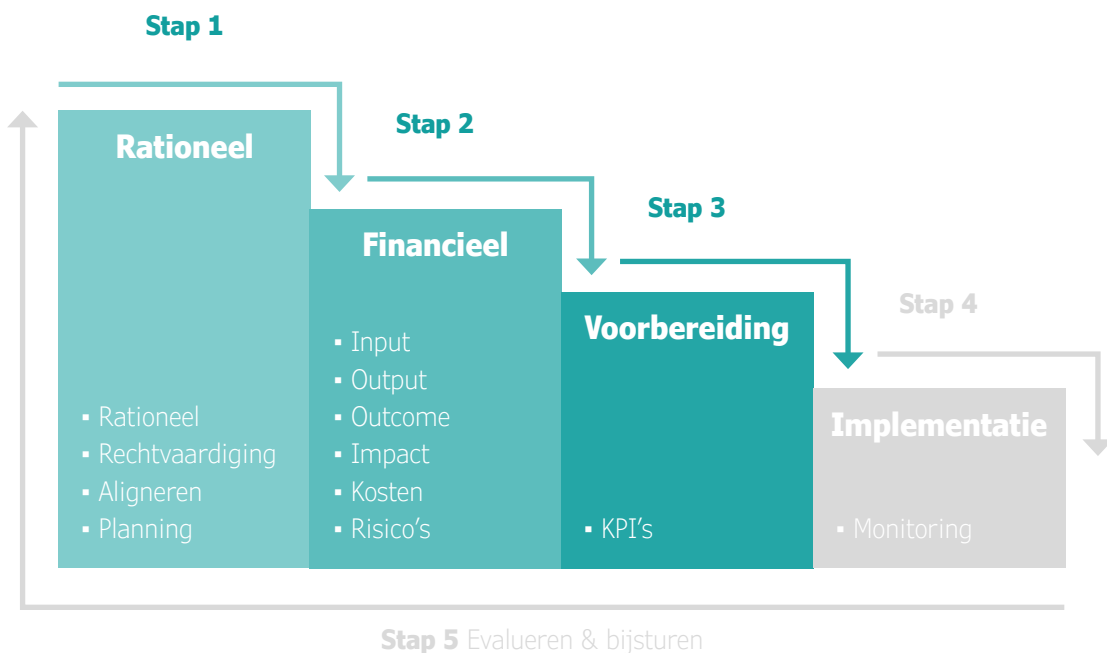 Stap 1
Rationeel
▪ Rationeel
▪ Rechtvaardiging
▪ Aligneren
▪ Planning
Stap 2
Financieel
▪ Input
▪ Output
▪ Outcome
▪ Impact
▪ Kosten
▪ Risico's
Stap 3
Voorbereiding
▪ KPI's
Stap 4
Implementatie
▪ Monitoring
Stap 5 Evalueren & bijsturen